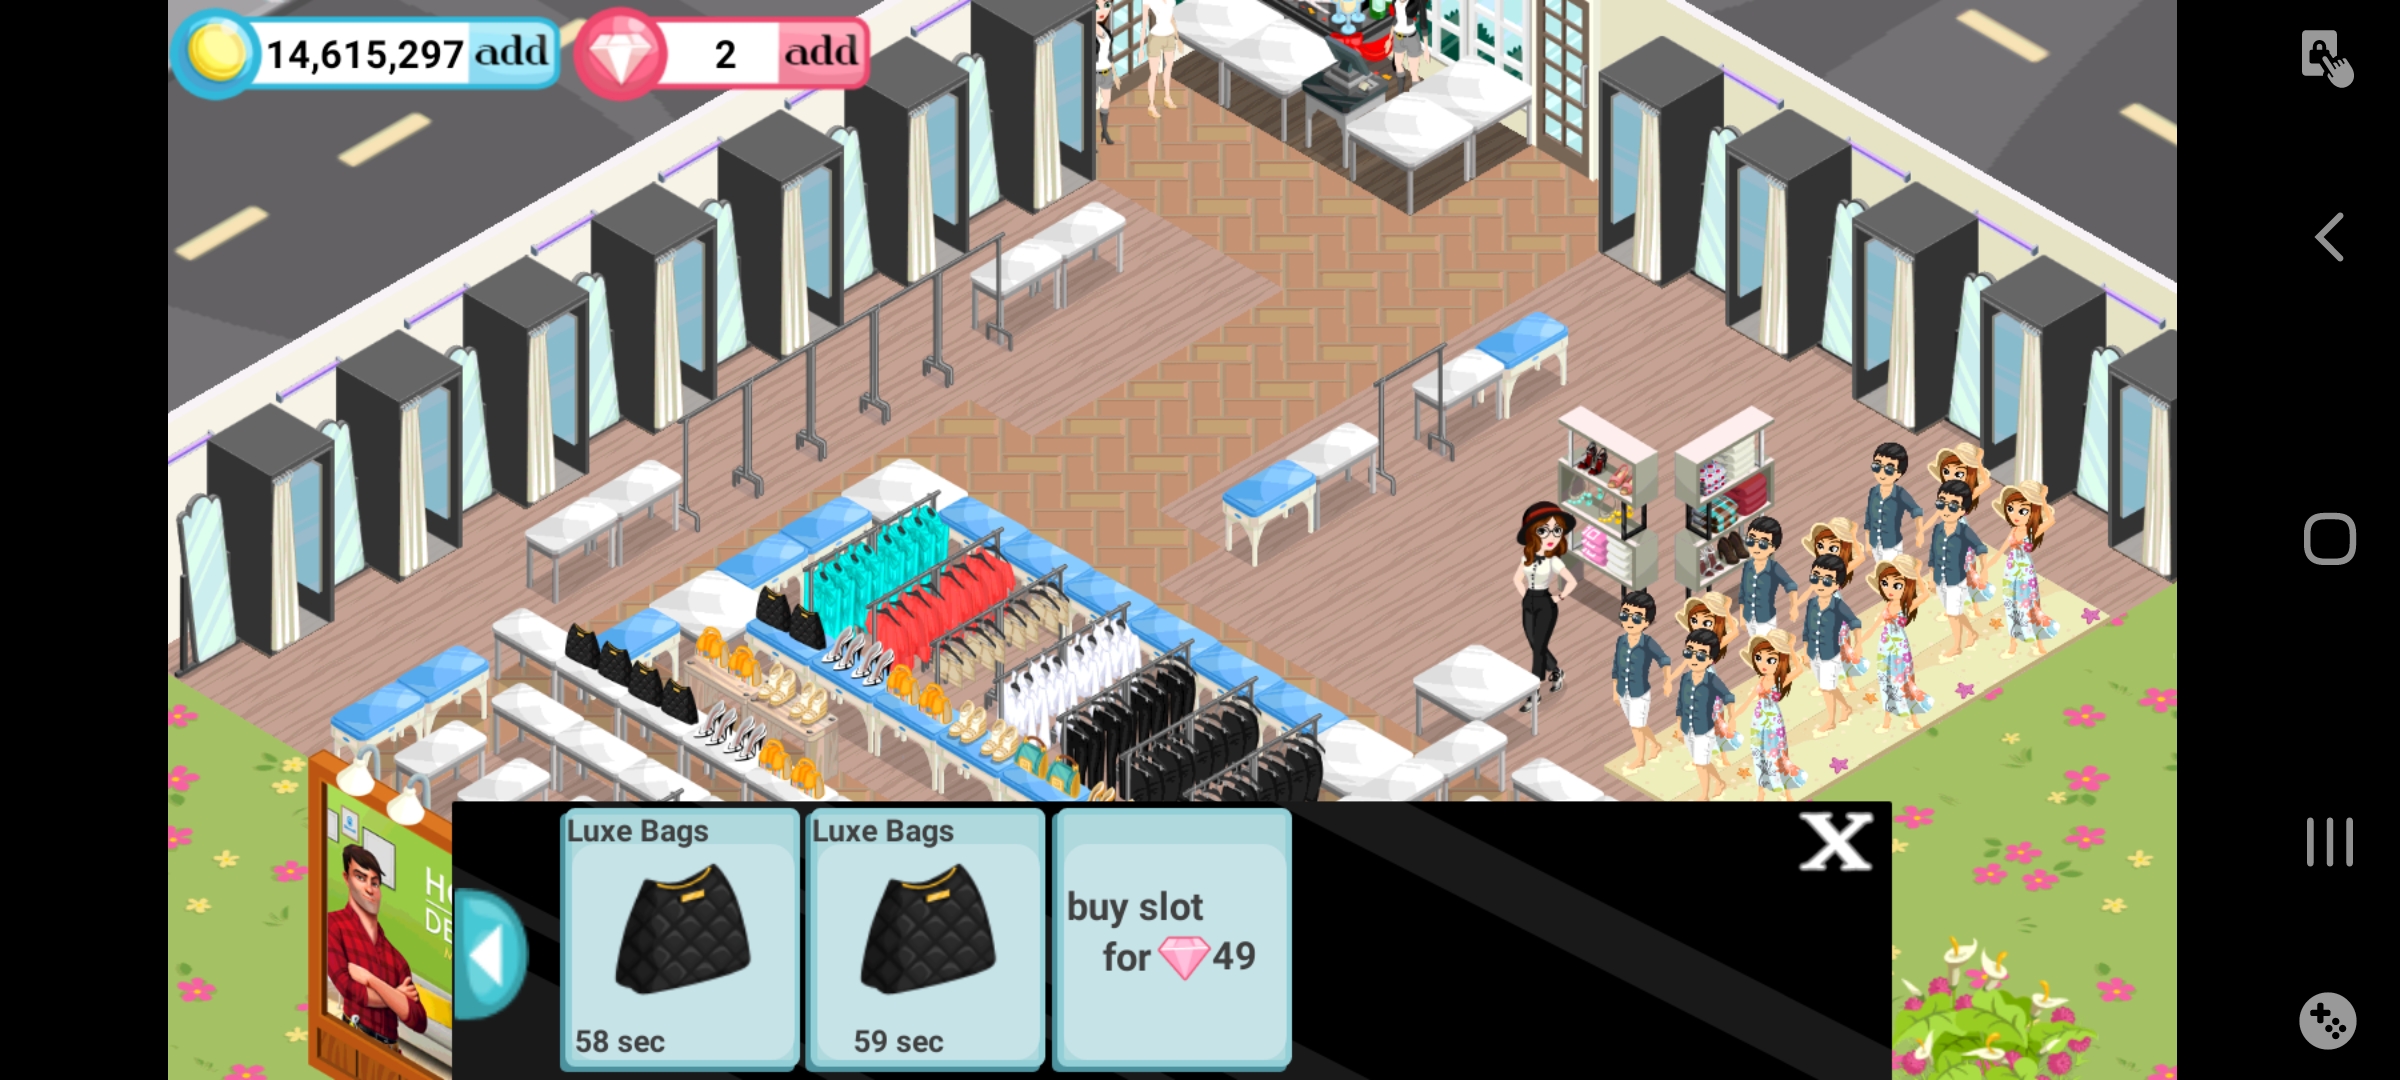 14,615,297 add
2 add
Luxe Bags
58 sec
Luxe Bags
59 sec
buy slot
for 49
X